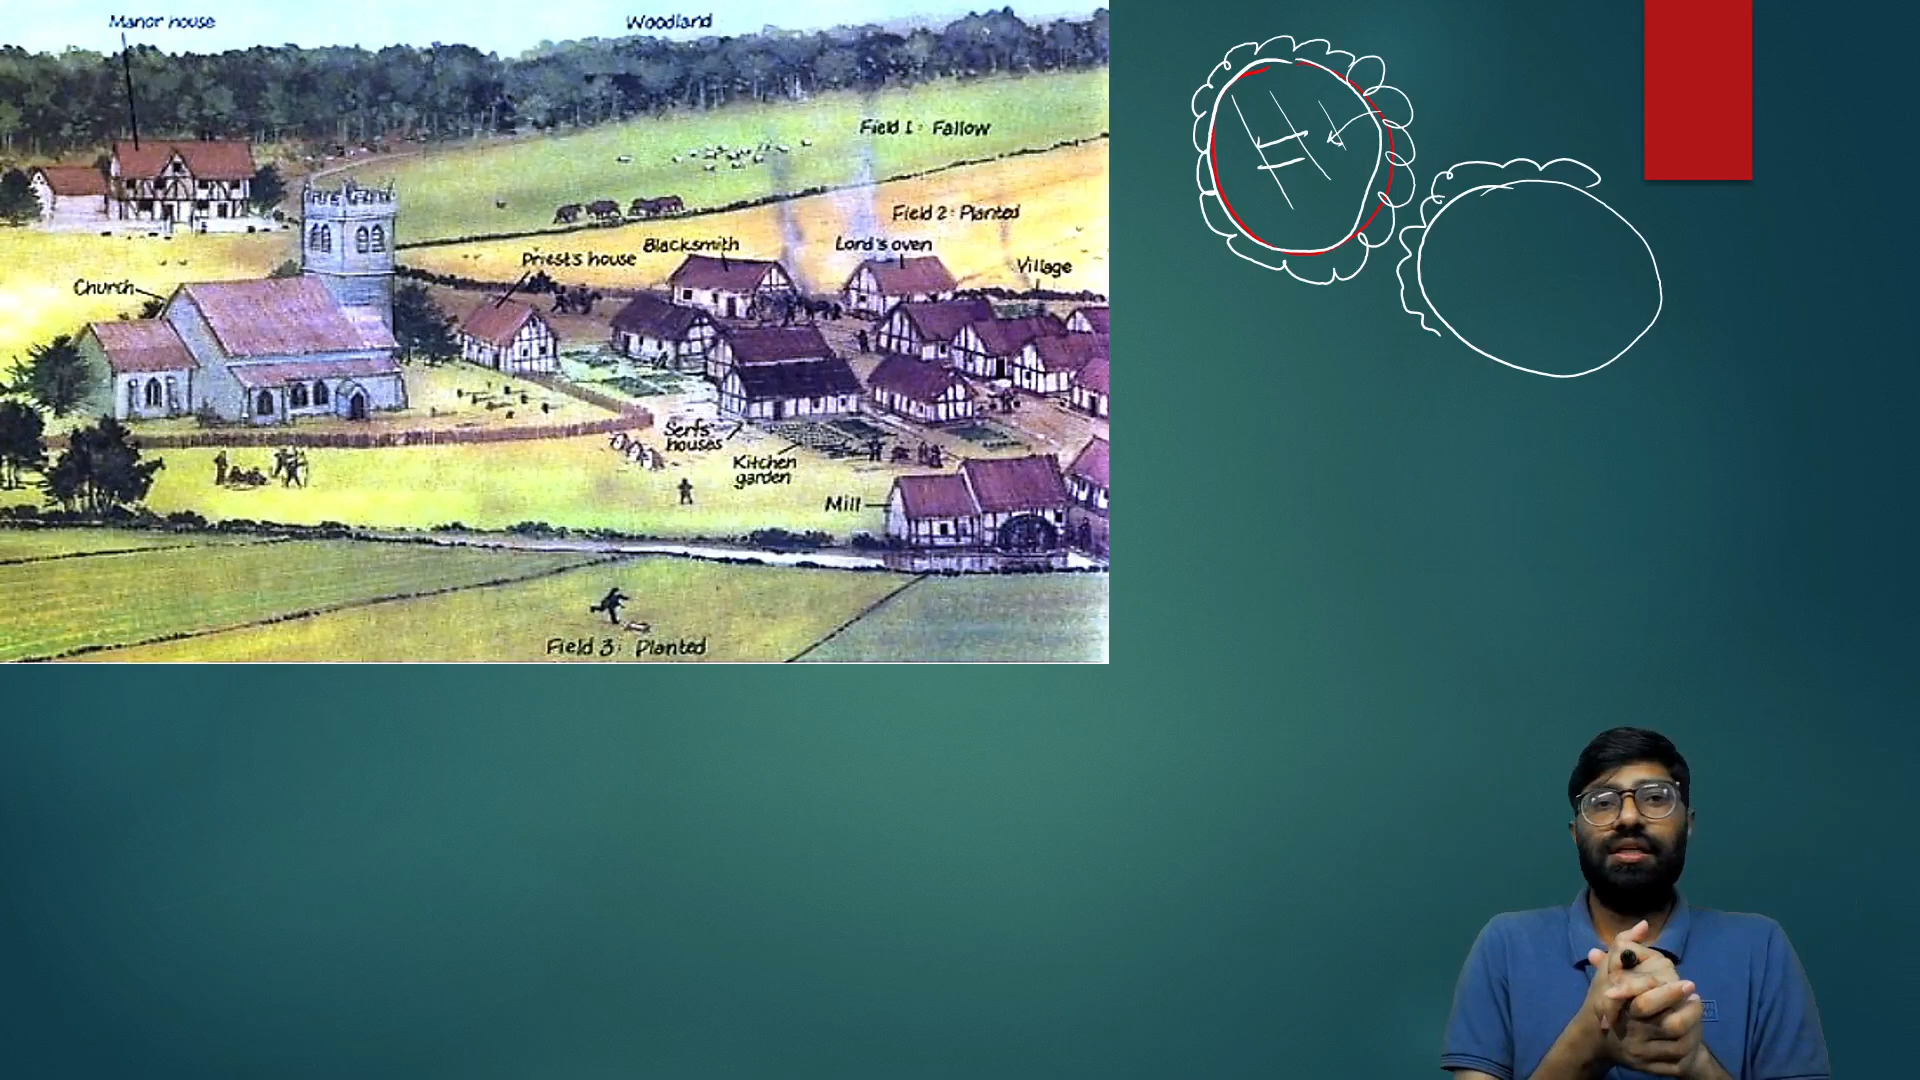 Manor house
Woodland
Field 1: Fallow
Field 2: Planted
Blacksmith
Lord's oven
Priest's house
Village
Church
Serfs'
houses
Kitchen
garden
Mill
Field 3: Planted